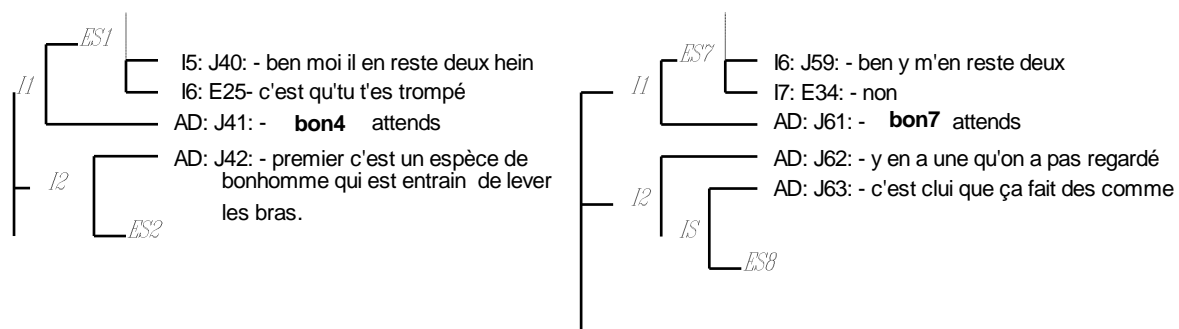 ES1
I5: J40: - ben moi il en reste deux hein
I1
I6: E25- c'est qu'tu t'es trompé
AD: J41: - bon4 attends
AD: J42: - premier c'est un espèce de
I2
bonhomme qui est entrain de lever
les bras.
ES2
ES7
I6: J59: - ben y m'en reste deux
I1
I7: E34: - non
AD: J61: - bon7 attends
AD: J62: - y en a une qu'on a pas regardé
I2
AD: J63: - c'est clui que ça fait des comme
IS
ES8